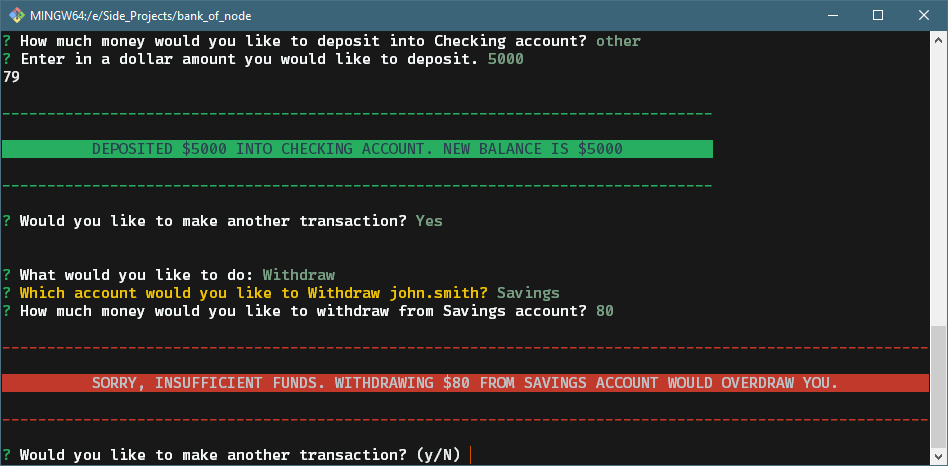 MINGW64:/e/Side_Projects/bank_of_node
? How much money would you like to deposit into Checking account? other
? Enter in a dollar amount you would like to deposit. 5000
79
-------------------------------------------------------------------------------
DEPOSITED $5000 INTO CHECKING ACCOUNT. NEW BALANCE IS $5000
-------------------------------------------------------------------------------
? Would you like to make another transaction? Yes
? What would you like to do: Withdraw
? Which account would you like to Withdraw john.smith? Savings
? How much money would you like to withdraw from Savings account? 80
-------------------------------------------------------------------------------------------------------
SORRY, INSUFFICIENT FUNDS. WITHDRAWING $80 FROM SAVINGS ACCOUNT WOULD OVERDRAW YOU.
-------------------------------------------------------------------------------------------------------
? Would you like to make another transaction? (y/N)